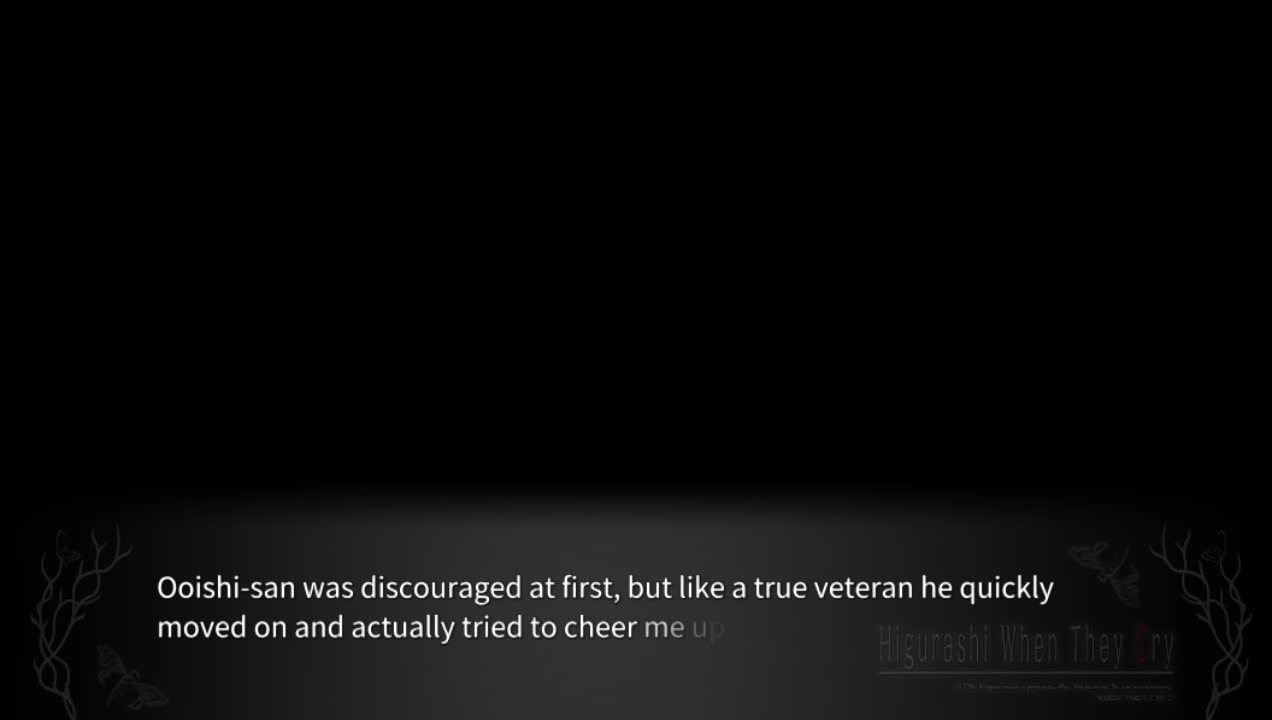 Ooishi-san was discouraged at first, but like a true veteran he quickly
moved on and actually tried to cheer me up
Higurashi When They Cry